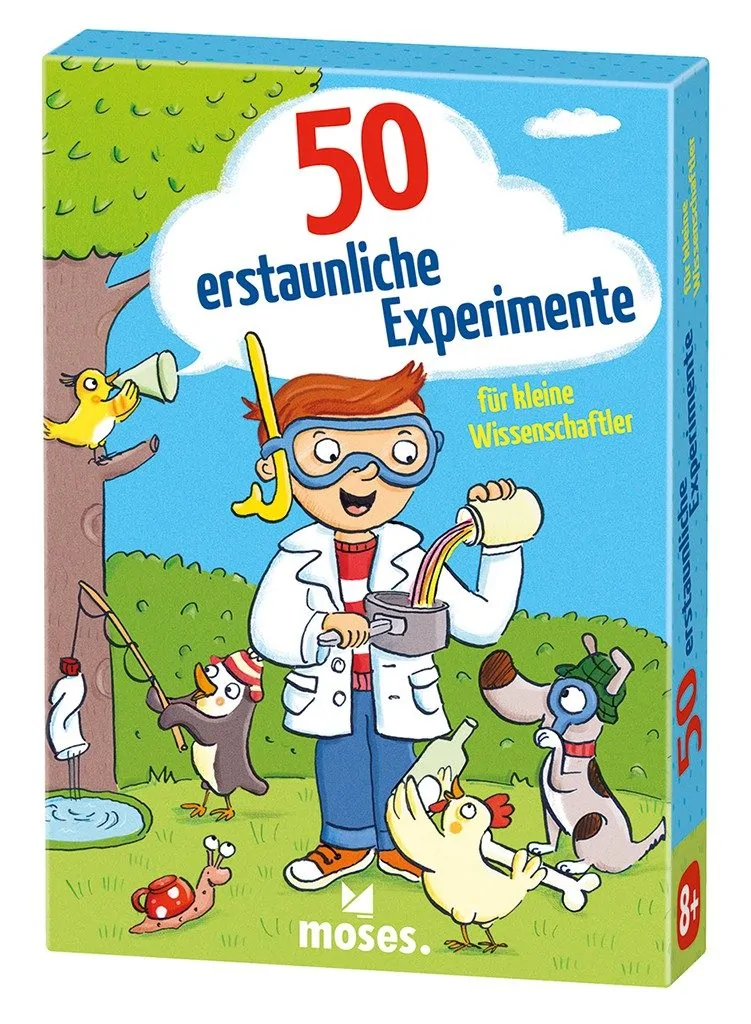 50
erstaunliche
Experimente
für kleine
Wissenschaftler
moses.
50 erstaunliche Experimente
für kleine
Wissenschaftler
8+